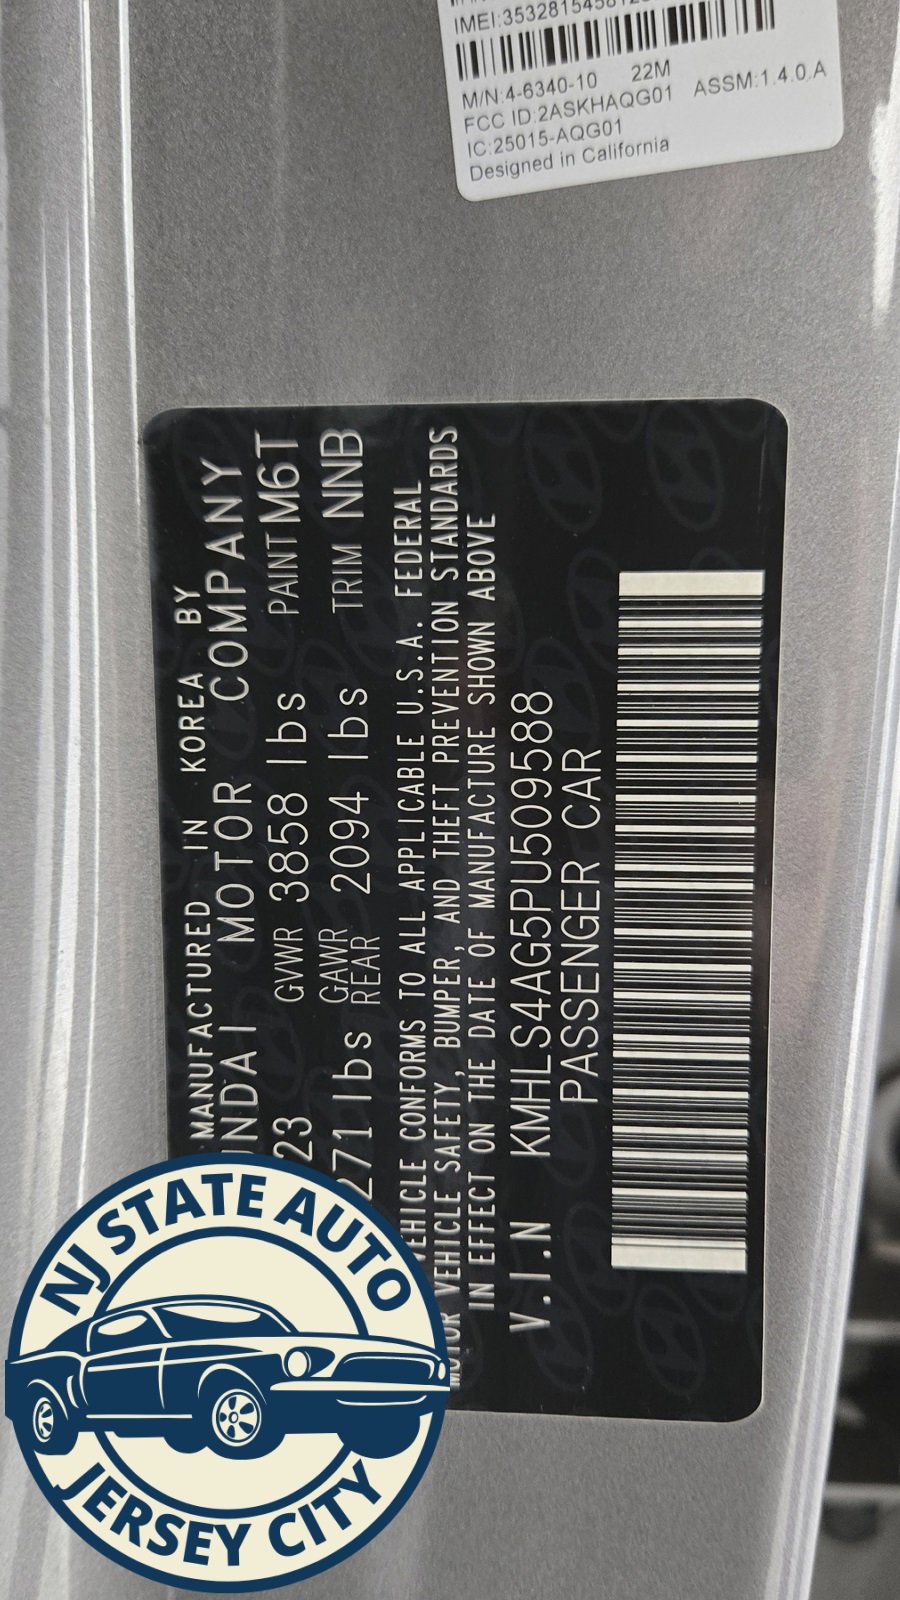 IMEI:35328154581
M/N:4-6340-10 22M
FCC ID:2ASKHAQG01 ASSM:1.4.0.A
IC:25015-AQG01
Designed in California
MANUFACTURED IN KOREA BY
NDAI MOTOR COMPANY
23 GVWR 3858 lbs PAINT M6T
271 lbs GAWR REAR 2094 lbs TRIM NNB
VEHICLE CONFORMS TO ALL APPLICABLE U.S.A. FEDERAL
MOTOR VEHICLE SAFETY, BUMPER, AND THEFT PREVENTION STANDARDS
IN EFFECT ON THE DATE OF MANUFACTURE SHOWN ABOVE
V.I.N KMHLS4AG5PU509588
PASSENGER CAR
NJ STATE AUTO
JERSEY CITY